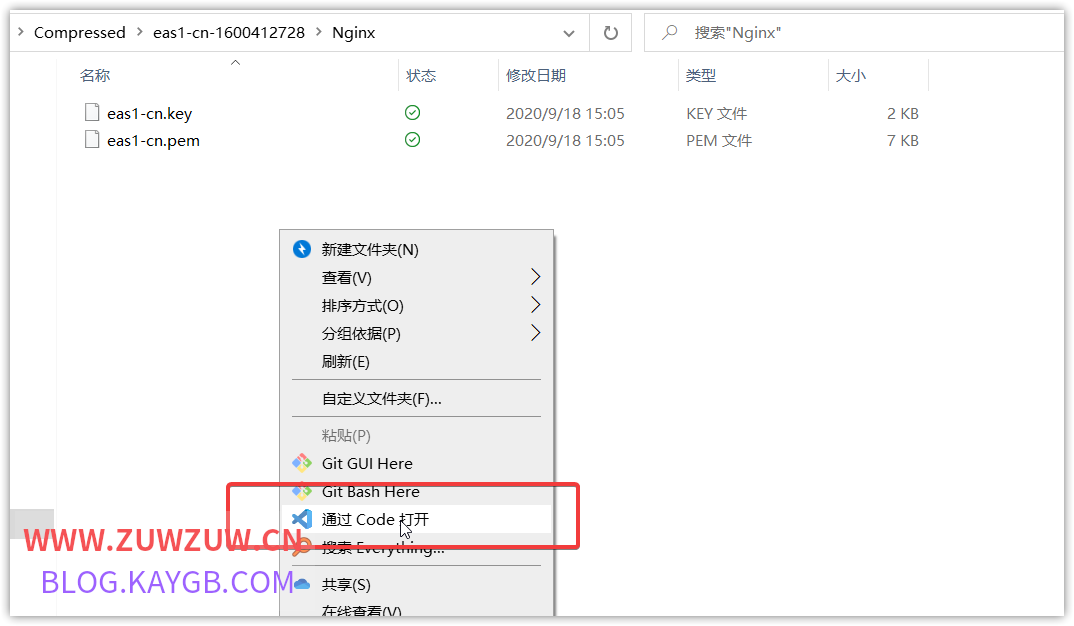 Compressed > eas1-cn-1600412728 > Nginx 搜索"Nginx"
名称 状态 修改日期 类型 大小
eas1-cn.key 2020/9/18 15:05 KEY 文件 2 KB
eas1-cn.pem 2020/9/18 15:05 PEM 文件 7 KB
新建文件夹(N)
查看(V)
排序方式(O)
分组依据(P)
刷新(E)
自定义文件夹(F)...
粘贴(P)
Git GUI Here
Git Bash Here
通过 Code 打开
搜索 Everything...
共享(S)
在线查看(V)
WWW.ZUWZUW.CN
BLOG.KAYGB.COM